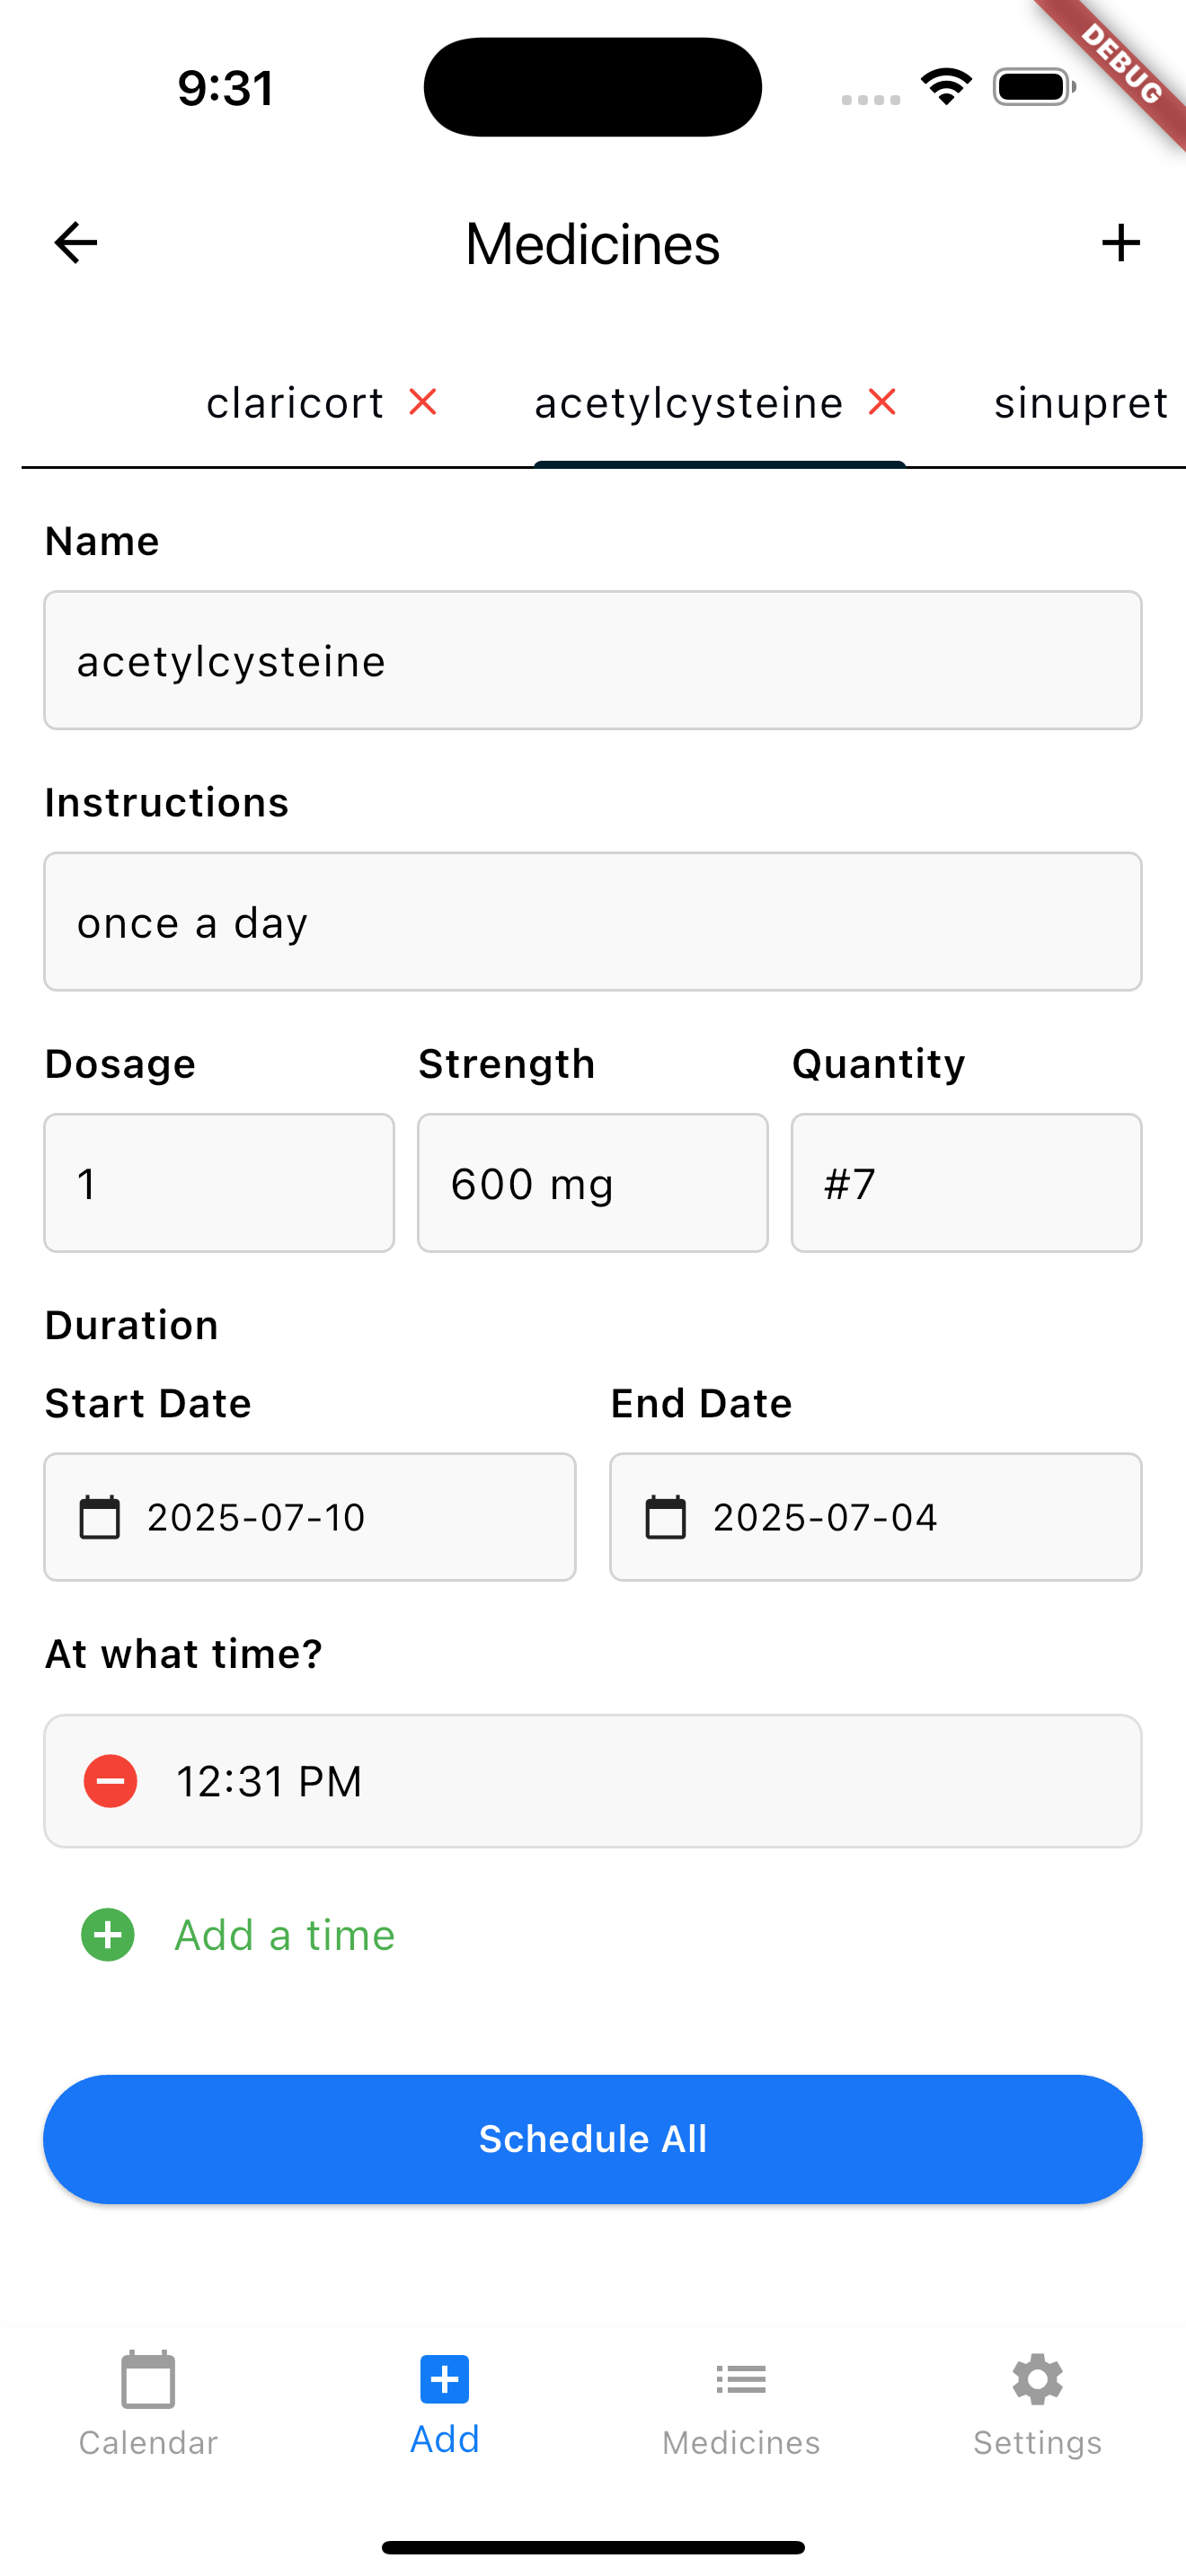 9:31
DEBUG
Medicines
claricort acetylcysteine sinupret
Name
acetylcysteine
Instructions
once a day
Dosage Strength Quantity
1 600 mg #7
Duration
Start Date End Date
2025-07-10 2025-07-04
At what time?
12:31 PM
Add a time
Schedule All
Calendar Add Medicines Settings